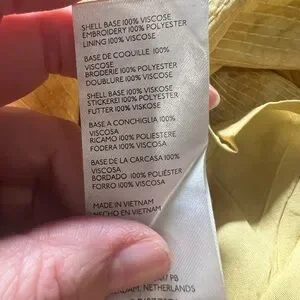 SHELL BASE 100% VISCOSE
EMBROIDERY 100% POLYESTER
LINING 100% VISCOSE
BASE DE COQUILLE 100%
VISCOSE
BRODERIE 100% POLYESTER
DOUBLURE 100% VISCOSE
SHELL BASE 100% VISKOSE
STICKEREI 100% POLYESTER
FUTTER 100% VISKOSE
BASE A CONCHIGLIA 100%
VISCOSA
RICAMO 100% POLIESTERE
FODERA 100% VISCOSA
BASE DE LA CARCASA 100%
VISCOSA
BORDADO 100% POLIÉSTER
FORRO 100% VISCOSA
MADE IN VIETNAM
HECHO EN VIETNAM
PB
NETHERLANDS